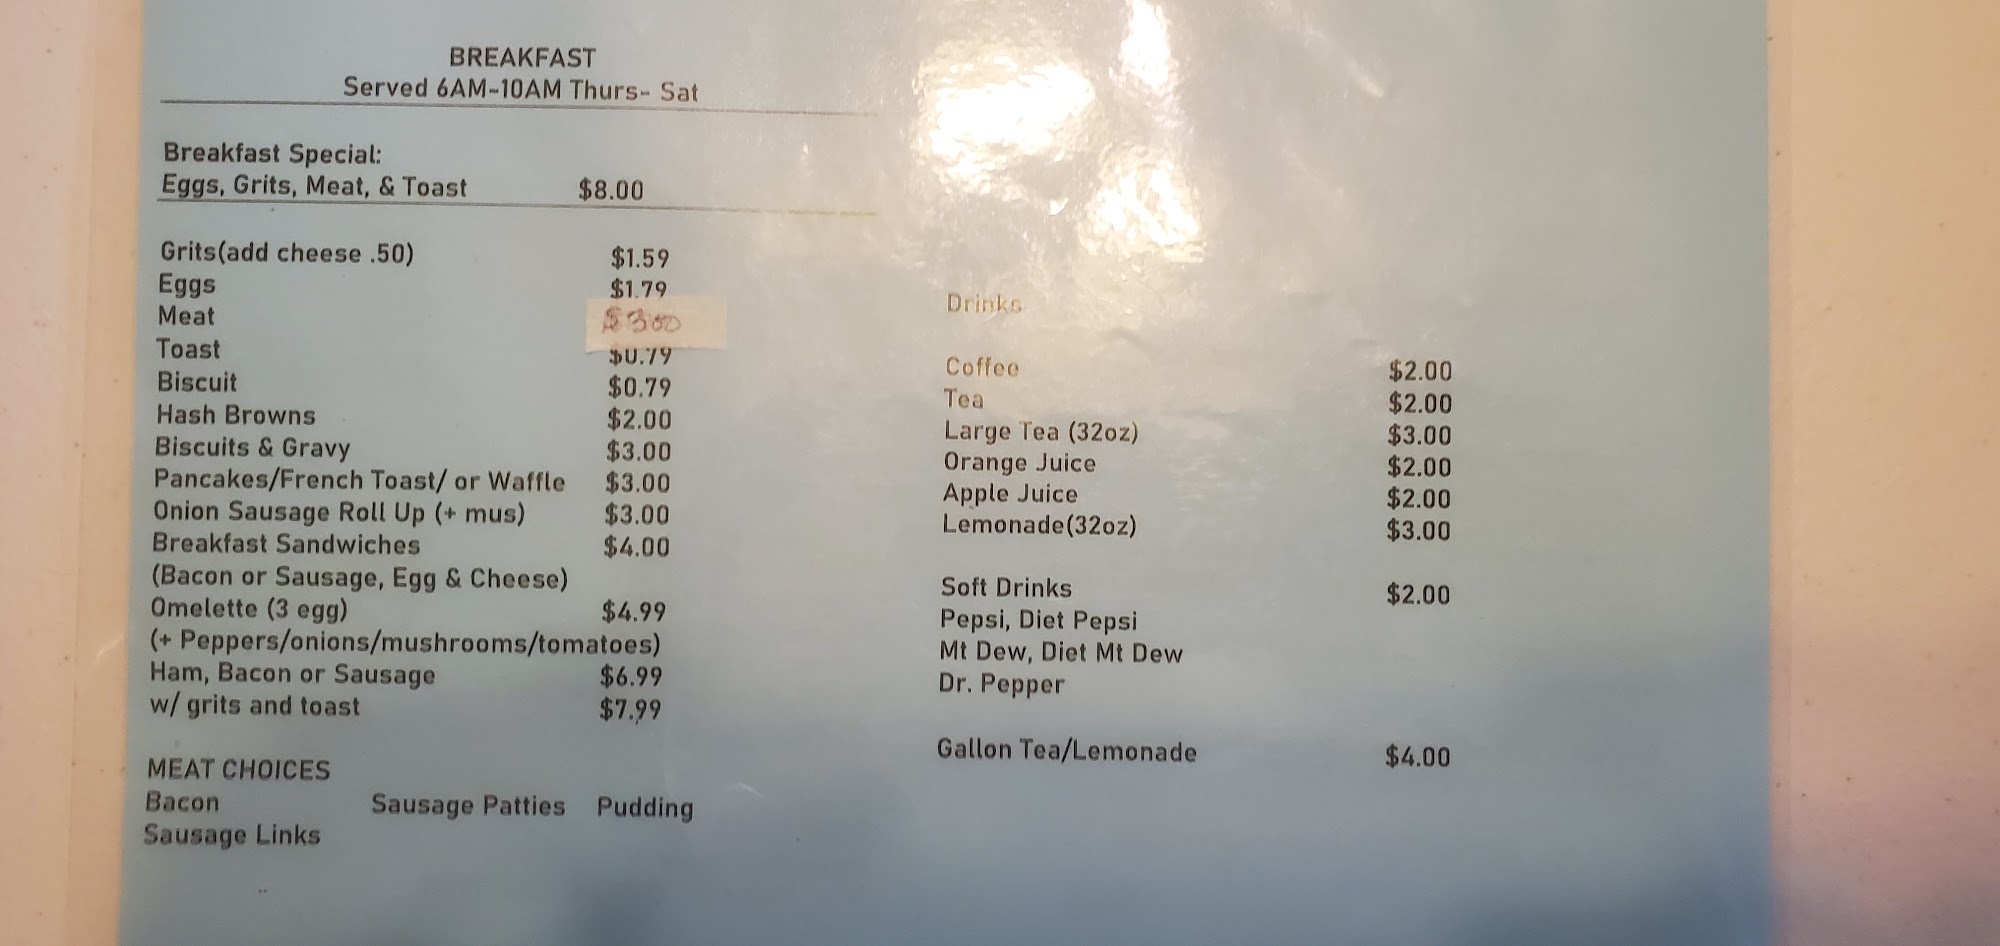 BREAKFAST
Served 6AM-10AM Thurs- Sat
Breakfast Special:
Eggs, Grits, Meat, & Toast $8.00
Grits(add cheese .50) $1.59
Eggs $1.79
Meat $300
Toast $0.79
Biscuit $0.79
Hash Browns $2.00
Biscuits & Gravy $3.00
Pancakes/French Toast/ or Waffle $3.00
Onion Sausage Roll Up (+ mus) $3.00
Breakfast Sandwiches $4.00
(Bacon or Sausage, Egg & Cheese)
Omelette (3 egg) $4.99
(+ Peppers/onions/mushrooms/tomatoes)
Ham, Bacon or Sausage $6.99
w/ grits and toast $7.99
MEAT CHOICES
Bacon Sausage Patties Pudding
Sausage Links
Drinks
Coffee $2.00
Tea $2.00
Large Tea (32oz) $3.00
Orange Juice $2.00
Apple Juice $2.00
Lemonade(32oz) $3.00
Soft Drinks $2.00
Pepsi, Diet Pepsi
Mt Dew, Diet Mt Dew
Dr. Pepper
Gallon Tea/Lemonade $4.00